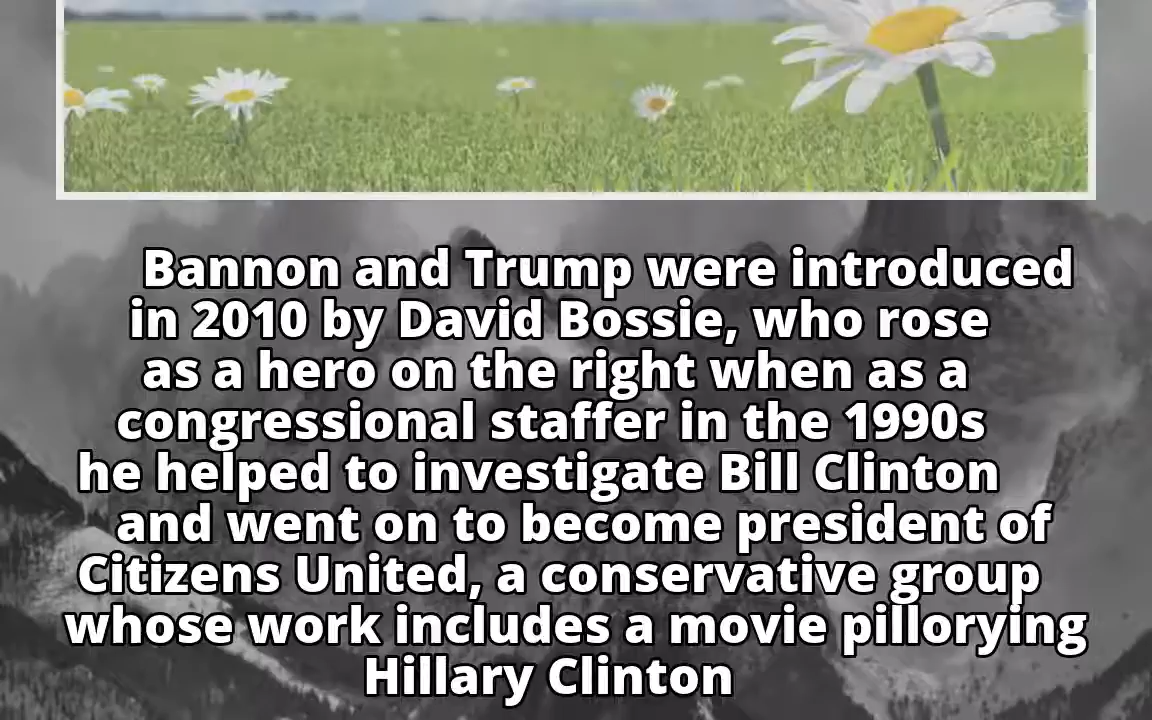 Bannon and Trump were introduced
in 2010 by David Bossie, who rose
as a hero on the right when as a
congressional staffer in the 1990s
he helped to investigate Bill Clinton
and went on to become president of
Citizens United, a conservative group
whose work includes a movie pillorying
Hillary Clinton